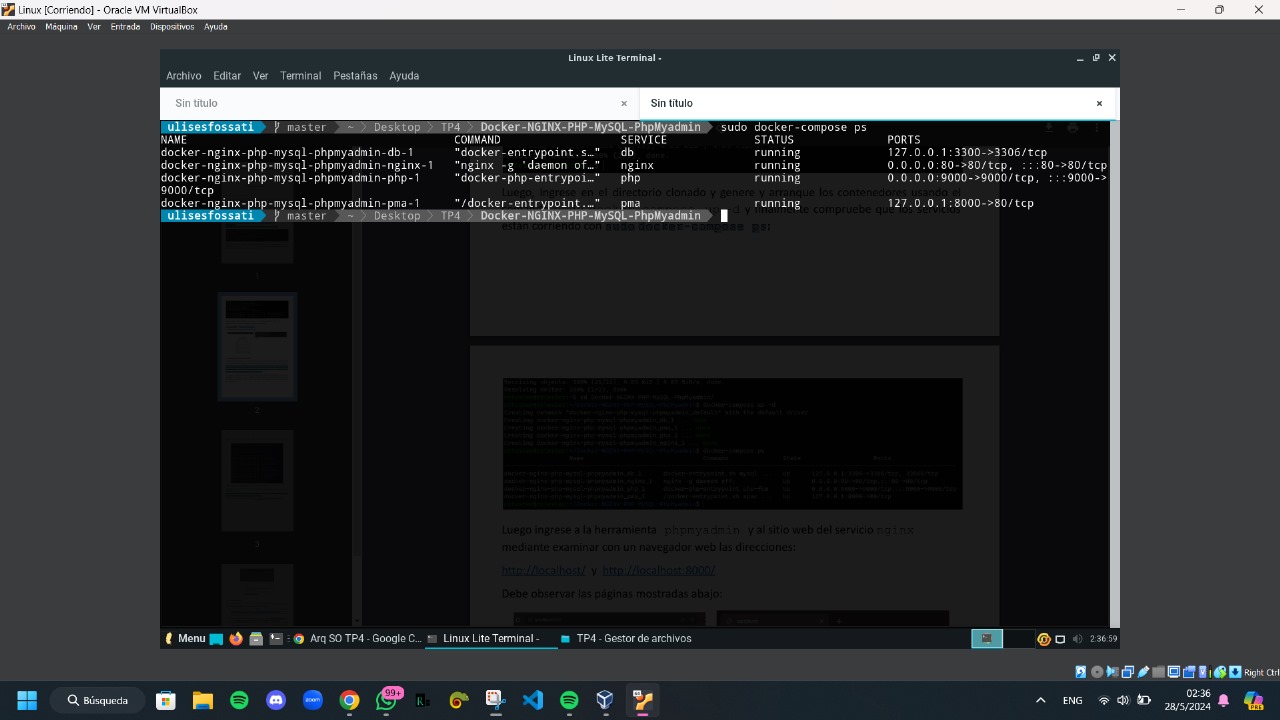 Linux [Corriendo] - Oracle VM VirtualBox
Archivo Máquina Ver Entrada Dispositivos Ayuda
Linux Lite Terminal -
Archivo Editar Ver Terminal Pestañas Ayuda
Sin título × Sin título ×
ulisesfossati master ~ Desktop TP4 Docker-NGINX-PHP-MySQL-PhpMyadmin sudo docker-compose ps
NAME COMMAND SERVICE STATUS PORTS
docker-nginx-php-mysql-phpmyadmin-db-1 "docker-entrypoint.s…" db running 127.0.0.1:3300->3306/tcp
docker-nginx-php-mysql-phpmyadmin-nginx-1 "nginx -g 'daemon of…" nginx running 0.0.0.0:80->80/tcp, :::80->80/tcp
docker-nginx-php-mysql-phpmyadmin-php-1 "docker-php-entrypoi…" php running 0.0.0.0:9000->9000/tcp, :::9000->
9000/tcp
docker-nginx-php-mysql-phpmyadmin-pma-1 "/docker-entrypoint.…" pma running 127.0.0.1:8000->80/tcp
ulisesfossati master ~ Desktop TP4 Docker-NGINX-PHP-MySQL-PhpMyadmin
Luego, ingrese en el directorio clonado y genere y arranque los contenedores usando el
-d y finalmente compruebe que los servicios
están corriendo con sudo docker-compose ps:
1
2
3
Luego ingrese a la herramienta phpmyadmin y al sitio web del servicio nginx
mediante examinar con un navegador web las direcciones:
http://localhost/ y http://localhost:8000/
Debe observar las páginas mostradas abajo:
Menu Arq SO TP4 - Google C... Linux Lite Terminal - TP4 - Gestor de archivos 2:36:59
Right Ctrl
Búsqueda 99+ ENG 02:36
28/5/2024
PRE